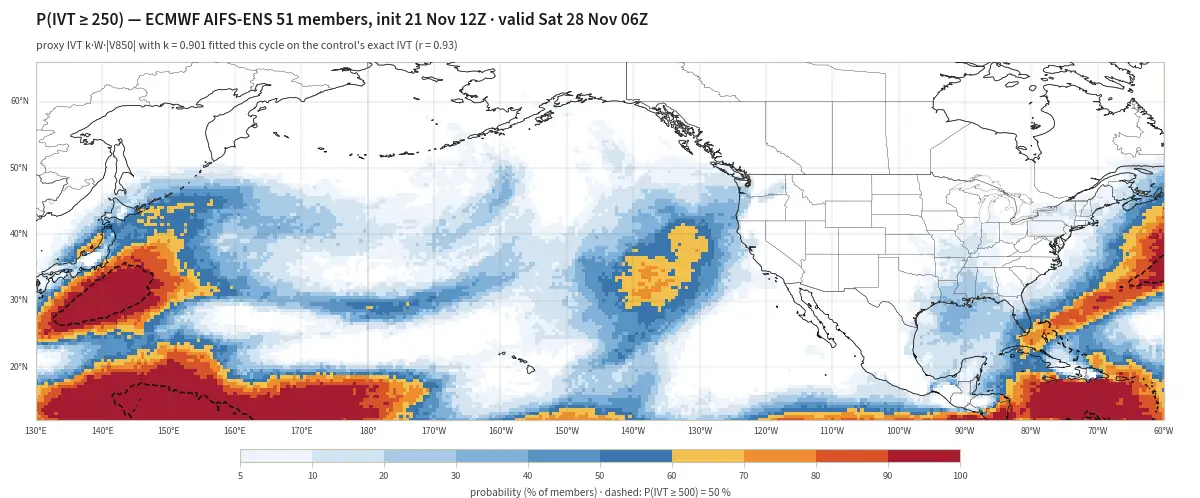 P(IVT ≥ 250) — ECMWF AIFS-ENS 51 members, init 21 Nov 12Z · valid Sat 28 Nov 06Z
proxy IVT k·W·|V850| with k = 0.901 fitted this cycle on the control's exact IVT (r = 0.93)
60°N
50°N
40°N
30°N
20°N
130°E 140°E 150°E 160°E 170°E 180° 170°W 160°W 150°W 140°W 130°W 120°W 110°W 100°W 90°W 80°W 70°W 60°W
5 10 20 30 40 50 60 70 80 90 100
probability (% of members) · dashed: P(IVT ≥ 500) = 50 %